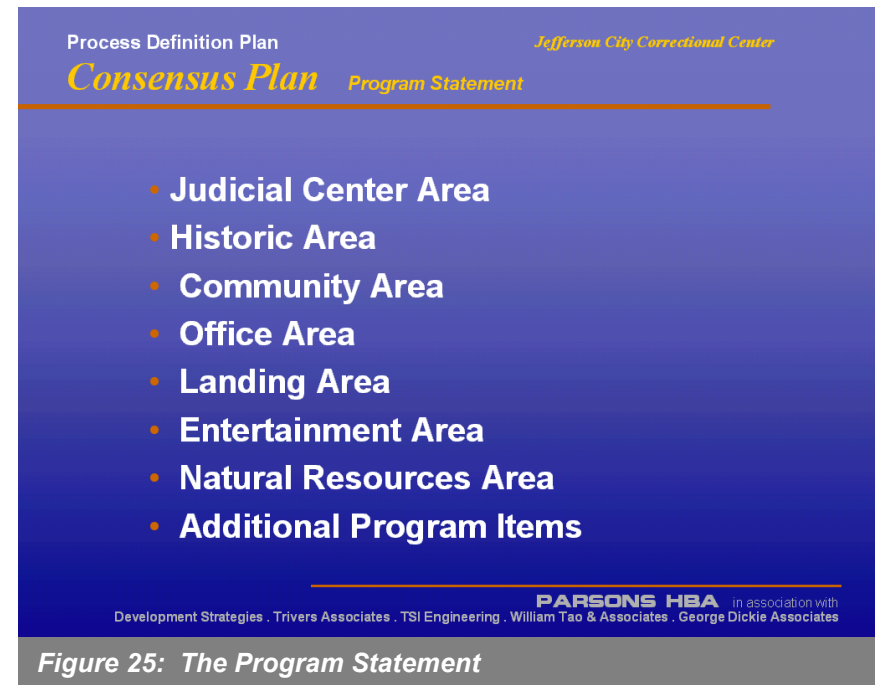 Process Definition Plan
Jefferson City Correctional Center
Consensus Plan Program Statement
• Judicial Center Area
• Historic Area
• Community Area
• Office Area
• Landing Area
• Entertainment Area
• Natural Resources Area
• Additional Program Items
PARSONS HBA in association with
Development Strategies . Trivers Associates . TSI Engineering . William Tao & Associates . George Dickie Associates
Figure 25: The Program Statement